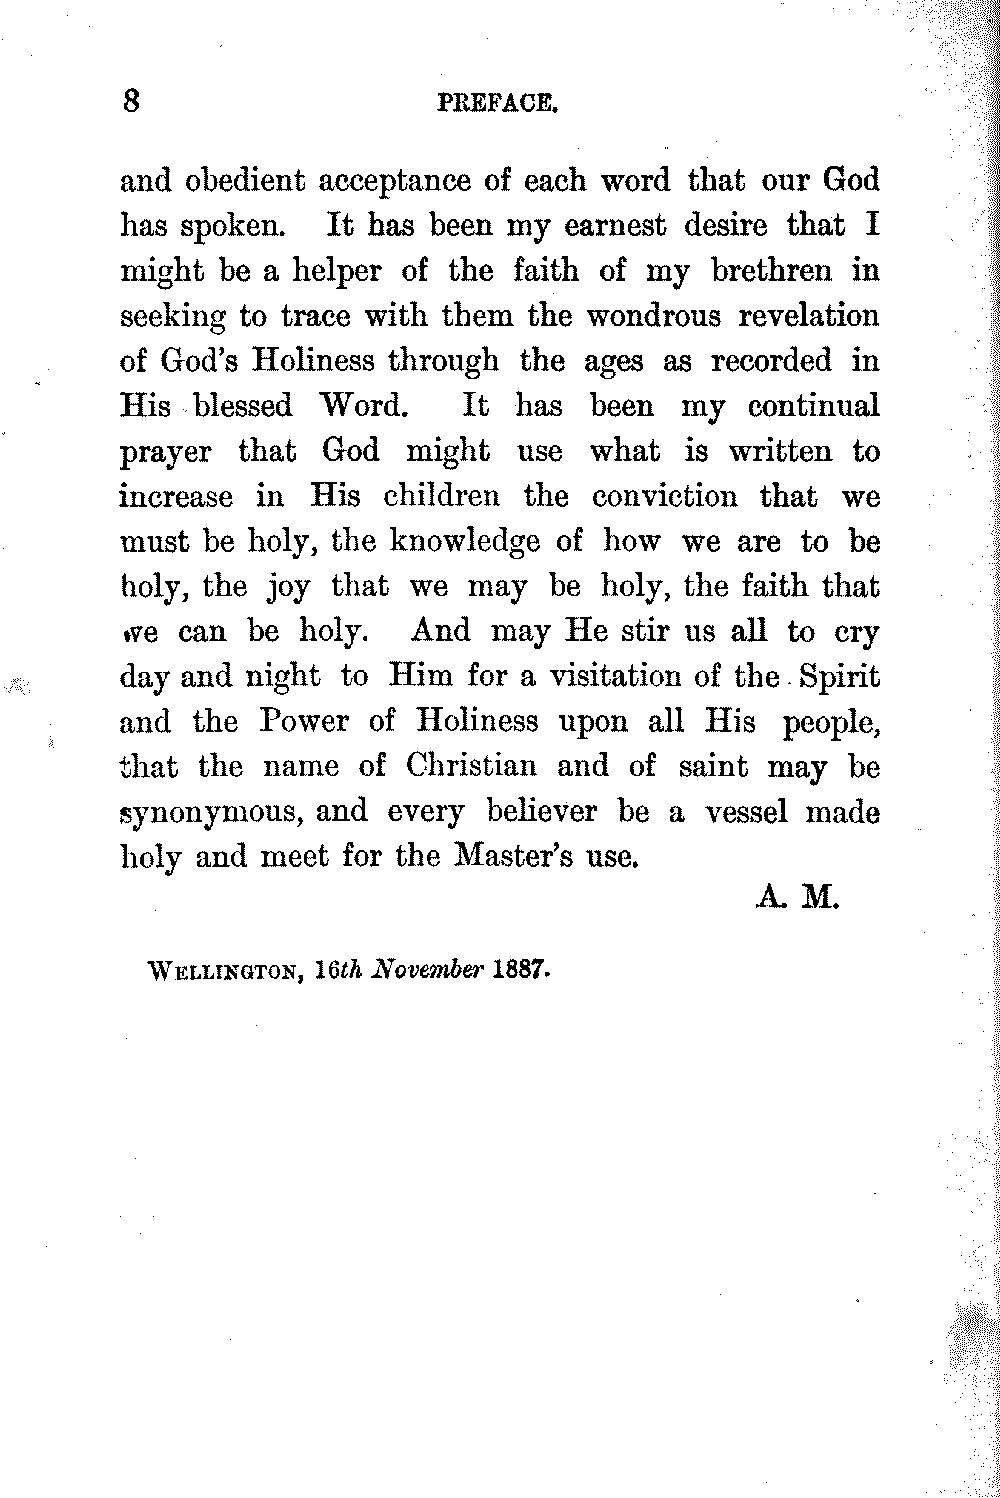 8 PREFACE.
and obedient acceptance of each word that our God
has spoken. It has been my earnest desire that I
might be a helper of the faith of my brethren in
seeking to trace with them the wondrous revelation
of God's Holiness through the ages as recorded in
His blessed Word. It has been my continual
prayer that God might use what is written to
increase in His children the conviction that we
must be holy, the knowledge of how we are to be
holy, the joy that we may be holy, the faith that
we can be holy. And may He stir us all to cry
day and night to Him for a visitation of the Spirit
and the Power of Holiness upon all His people,
that the name of Christian and of saint may be
synonymous, and every believer be a vessel made
holy and meet for the Master's use.
A. M.
WELLINGTON, 16th November 1887.